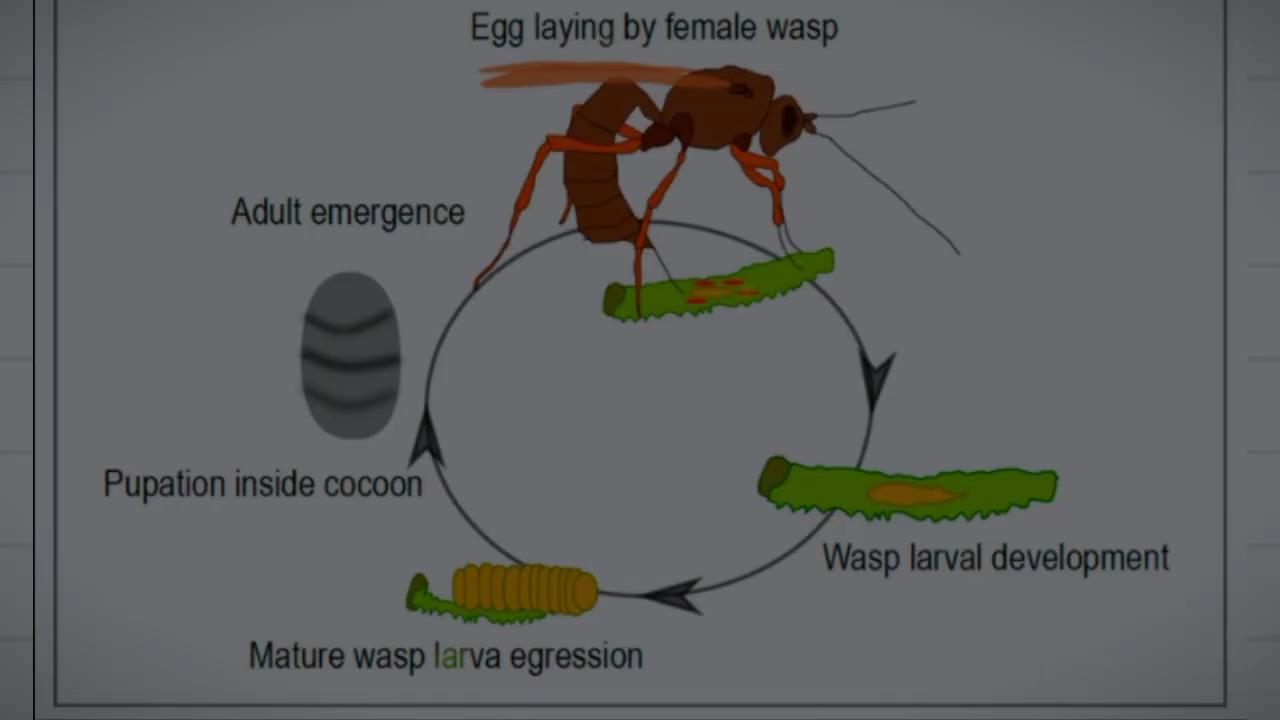 Egg laying by female wasp
Adult emergence
Pupation inside cocoon
Wasp larval development
Mature wasp larva egression